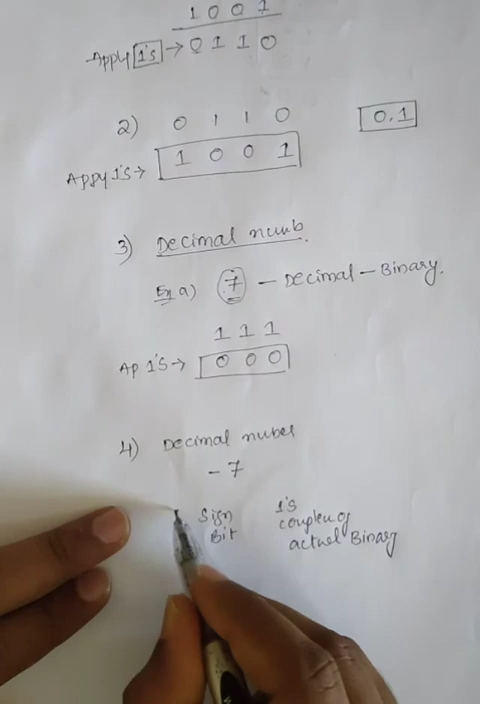 1 0 0 1
Apply 1's → 0 1 1 0
2) 0 1 1 0
0.1
Appy 1's → 1 0 0 1
3) Decimal numb.
Ex a) 7 - Decimal - Binary.
1 1 1
Ap 1's → 0 0 0
4) Decimal nuber
- 7
Sign Bit
1's
of
actual Binary